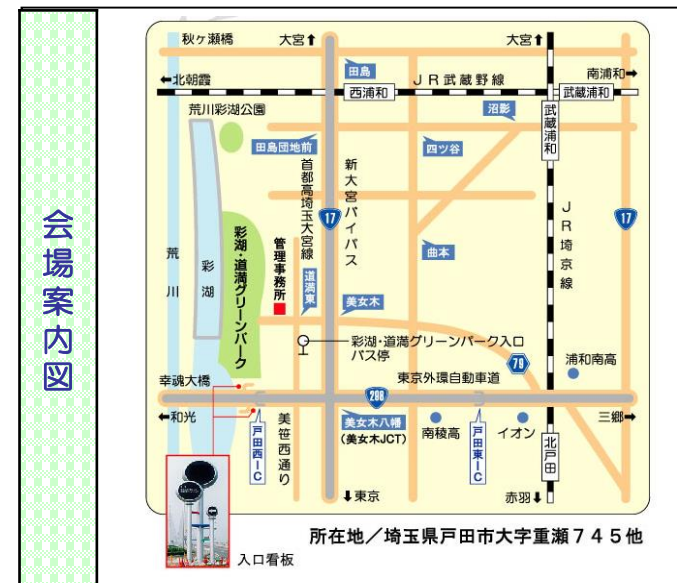 会場案内図
秋ヶ瀬橋
大宮↑
大宮↑
田島
←北朝霞
JR武蔵野線
南浦和→
西浦和
武蔵浦和
荒川彩湖公園
沼影
武蔵浦和
田島団地前
四ツ谷
首都高埼玉大宮線
新大宮バイパス
17
17
JR埼京線
荒川
彩湖
彩湖・道満グリーンパーク
管理事務所
道満東
曲本
美女木
彩湖・道満グリーンパーク入口
バス停
79
浦和南高
幸魂大橋
東京外環自動車道
298
←和光
三郷→
戸田西IC
美笹西通り
美女木八幡
(美女木JCT)
南稜高
戸田東IC
イオン
北戸田
↓東京
赤羽↓
所在地／埼玉県戸田市大字重瀬745他
入口看板